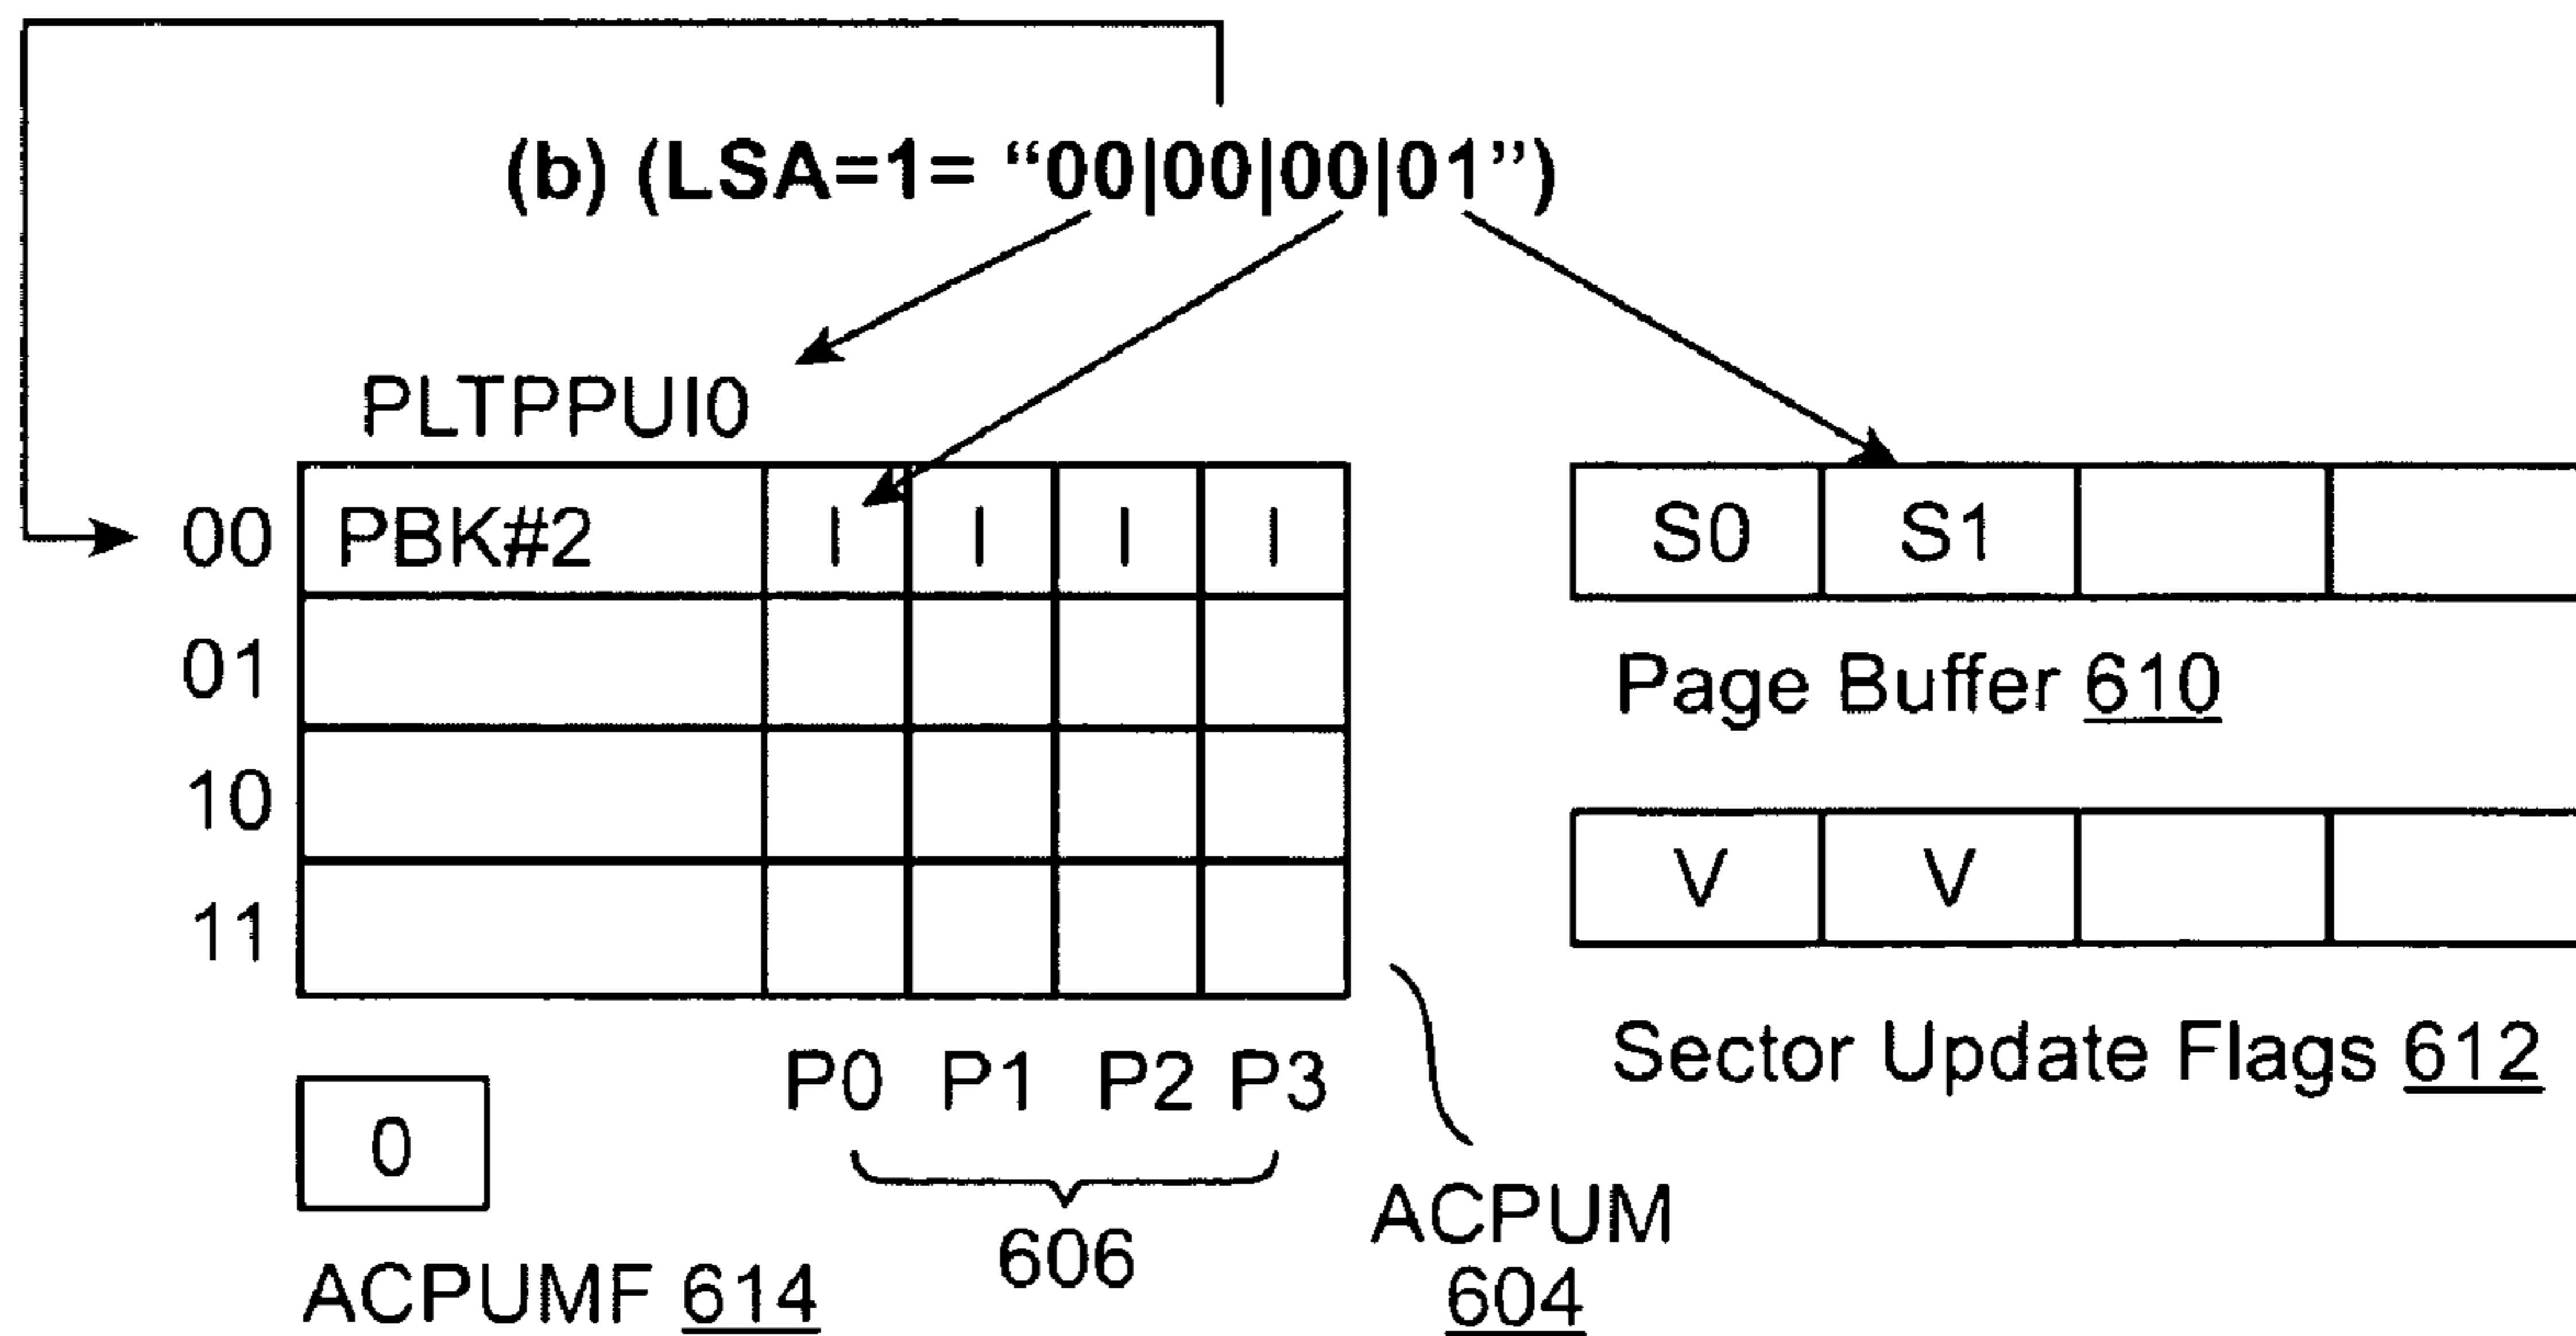 (b) (LSA=1= “00|00|00|01”)
PLTPPUI0
00 PBK#2 I I I I
01
10
11
P0 P1 P2 P3
606
0
ACPUMF 614
ACPUM
604
S0 S1
Page Buffer 610
V V
Sector Update Flags 612